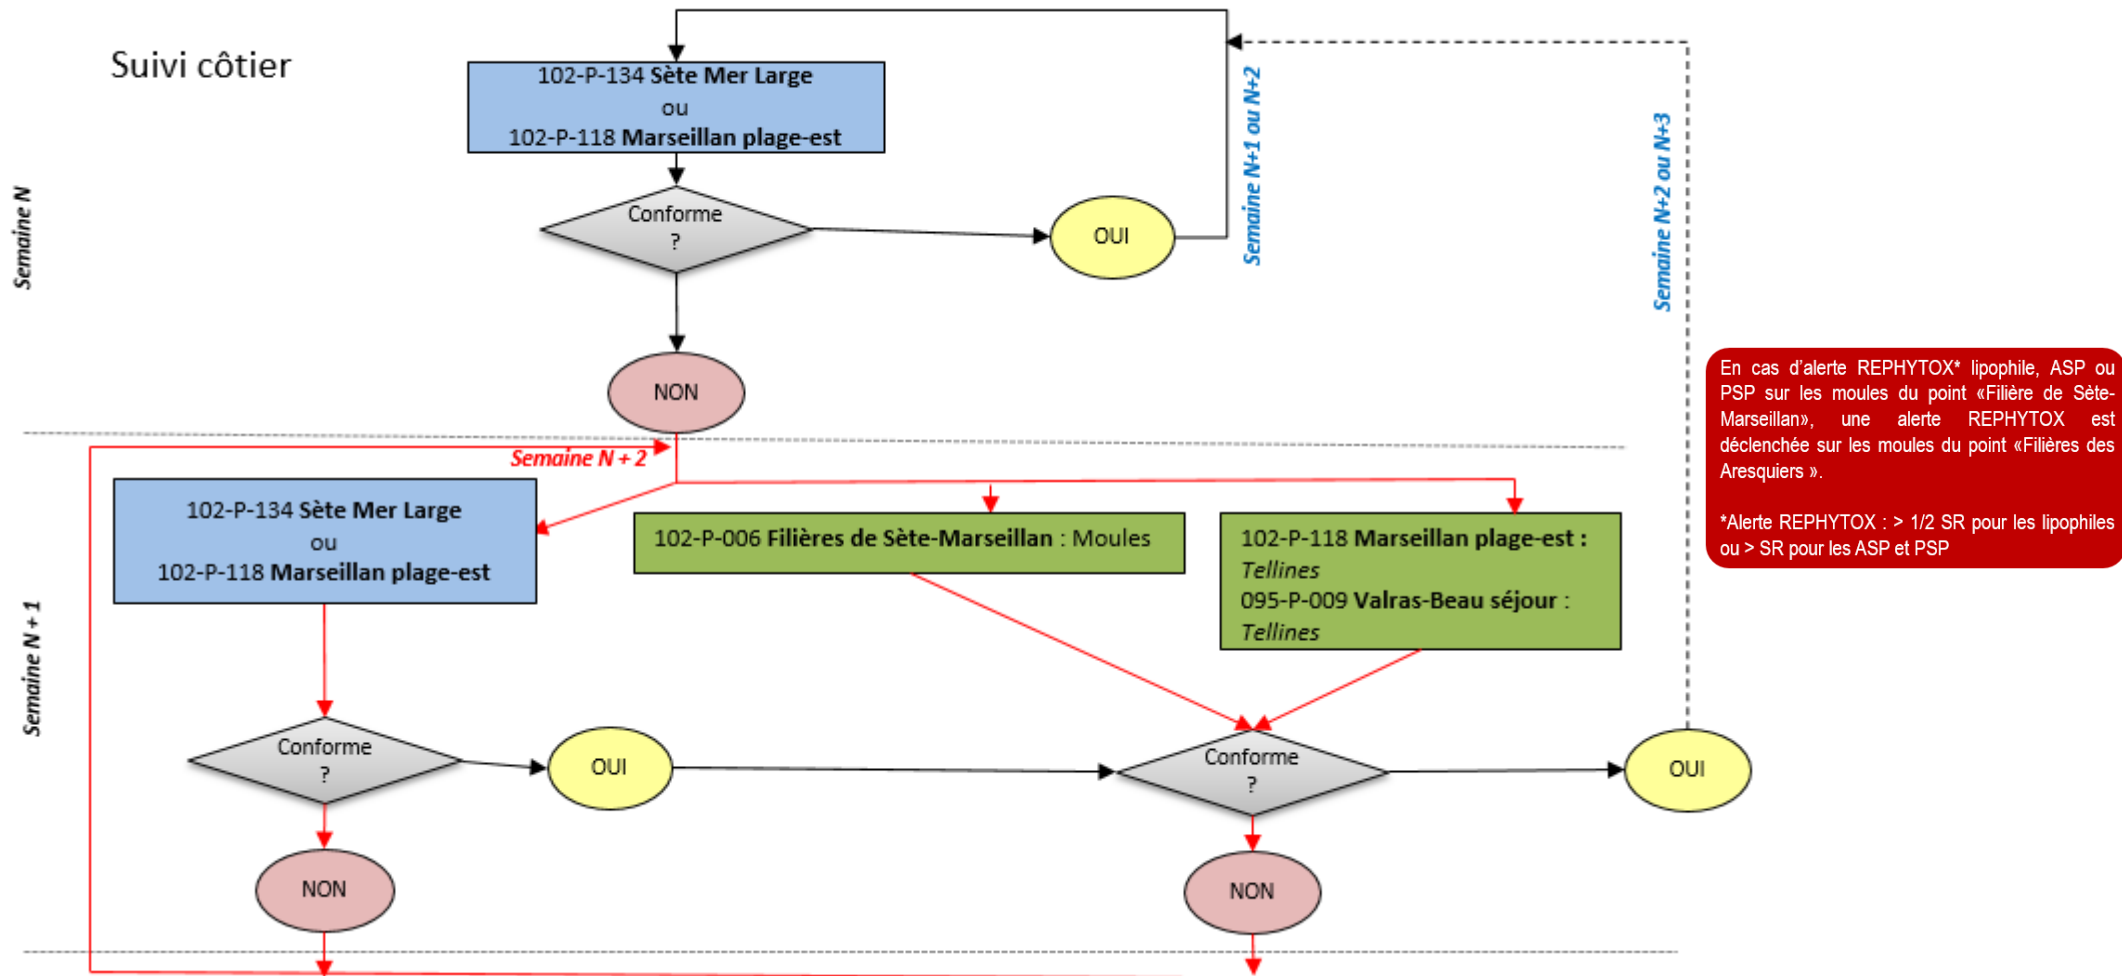 Suivi côtier
102-P-134 Sète Mer Large
ou
102-P-118 Marseillan plage-est
Semaine N
Conforme
?
OUI
Semaine N+1 ou N+2
Semaine N+2 ou N+3
NON
En cas d'alerte REPHYTOX* lipophile, ASP ou
PSP sur les moules du point «Filière de Sète-
Marseillan», une alerte REPHYTOX est
déclenchée sur les moules du point «Filières des
Aresquiers ».
*Alerte REPHYTOX : > 1/2 SR pour les lipophiles
ou > SR pour les ASP et PSP
Semaine N + 2
102-P-134 Sète Mer Large
ou
102-P-118 Marseillan plage-est
102-P-006 Filières de Sète-Marseillan : Moules
102-P-118 Marseillan plage-est :
Tellines
095-P-009 Valras-Beau séjour :
Tellines
Semaine N + 1
Conforme
?
OUI
Conforme
?
OUI
NON
NON